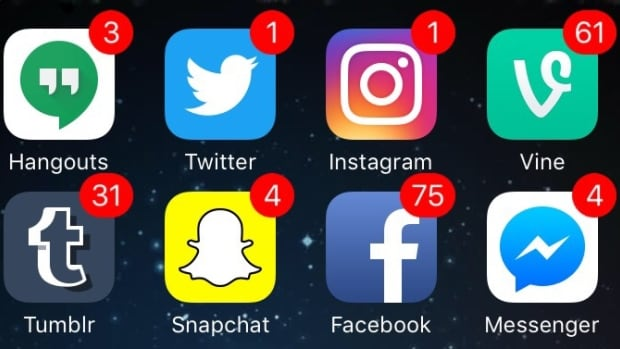 3 1 1 61
Hangouts Twitter Instagram Vine
31 4 75 4
Tumblr Snapchat Facebook Messenger